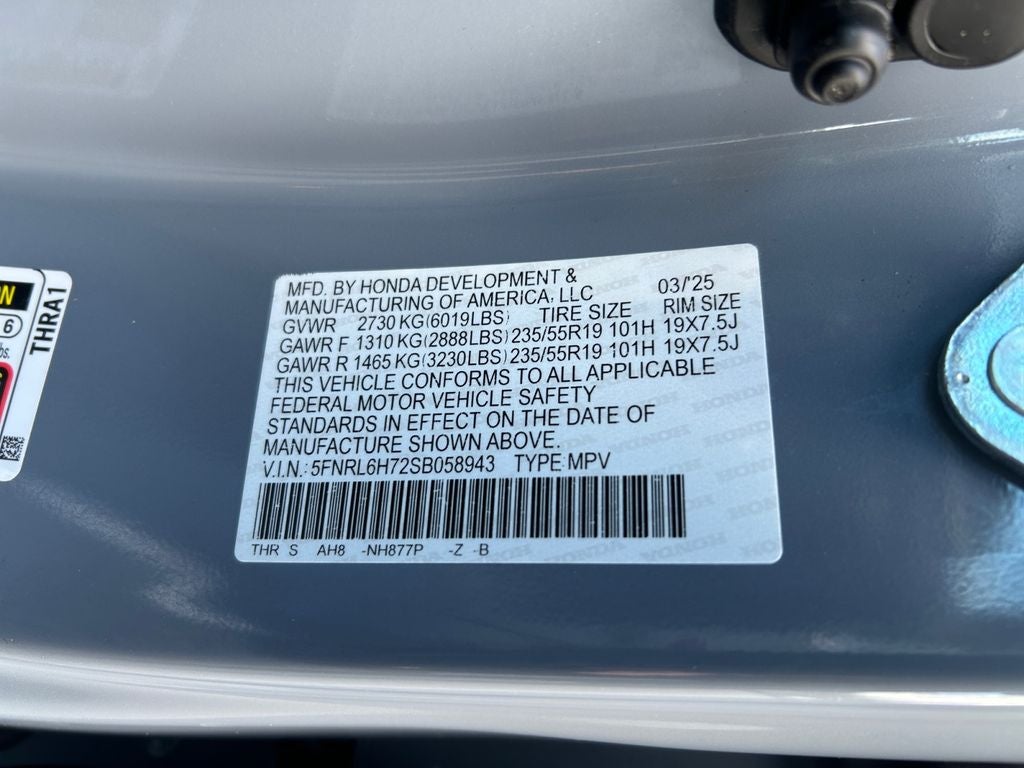 MFD. BY HONDA DEVELOPMENT &
MANUFACTURING OF AMERICA, LLC 03/'25
GVWR 2730 KG(6019LBS) TIRE SIZE RIM SIZE
GAWR F 1310 KG(2888LBS) 235/55R19 101H 19X7.5J
GAWR R 1465 KG(3230LBS) 235/55R19 101H 19X7.5J
THIS VEHICLE CONFORMS TO ALL APPLICABLE
FEDERAL MOTOR VEHICLE SAFETY
STANDARDS IN EFFECT ON THE DATE OF
MANUFACTURE SHOWN ABOVE.
V.I.N.: 5FNRL6H72SB058943 TYPE:MPV
THR S AH8 -NH877P -Z -B
THRA1
6